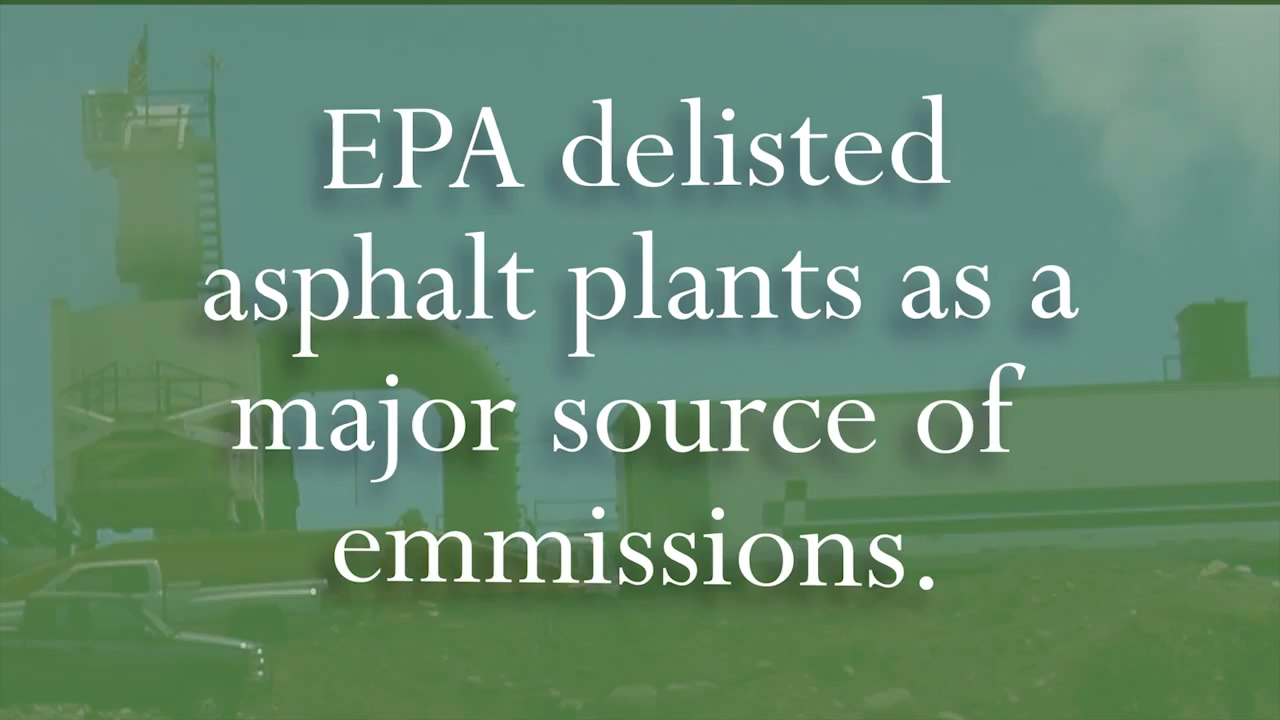 EPA delisted
asphalt plants as a
major source of
emmissions.